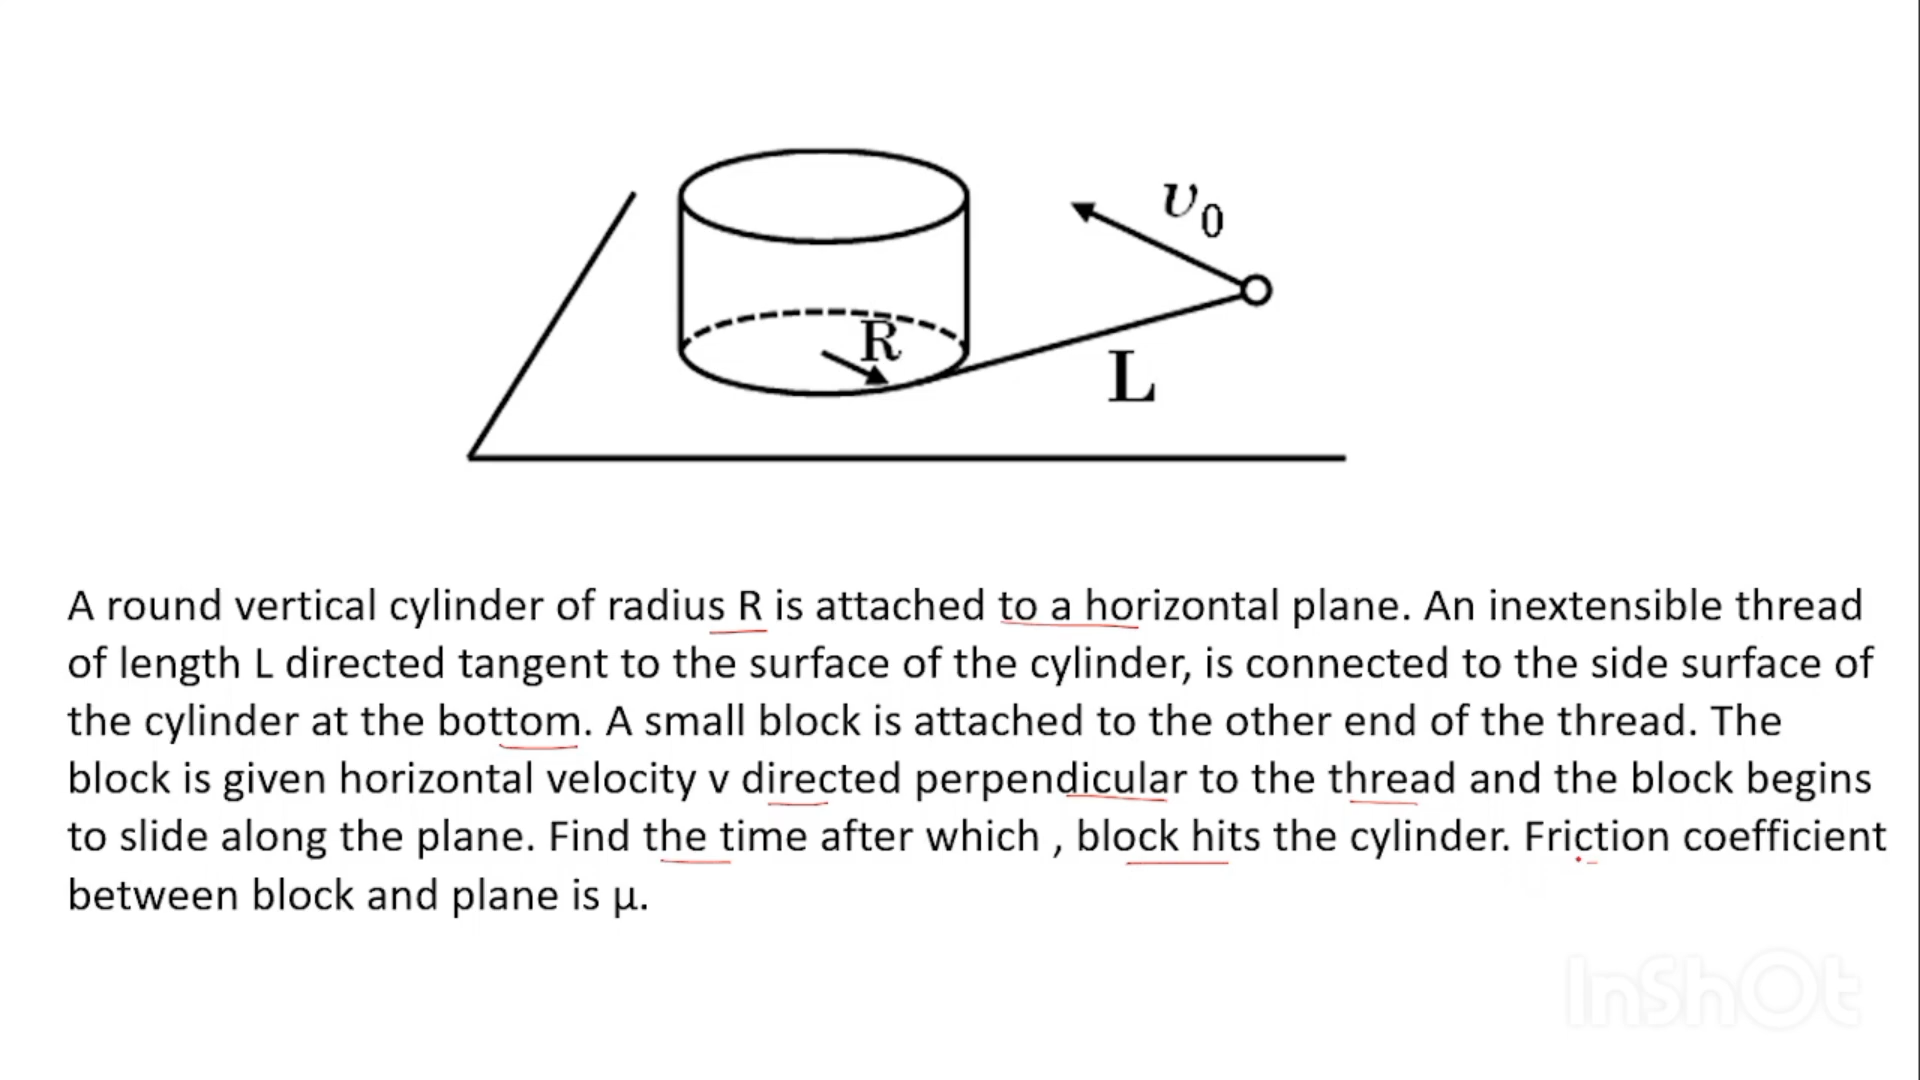 υ₀
R
L
A round vertical cylinder of radius R is attached to a horizontal plane. An inextensible thread
of length L directed tangent to the surface of the cylinder, is connected to the side surface of
the cylinder at the bottom. A small block is attached to the other end of the thread. The
block is given horizontal velocity v directed perpendicular to the thread and the block begins
to slide along the plane. Find the time after which , block hits the cylinder. Friction coefficient
between block and plane is μ.
InShOt